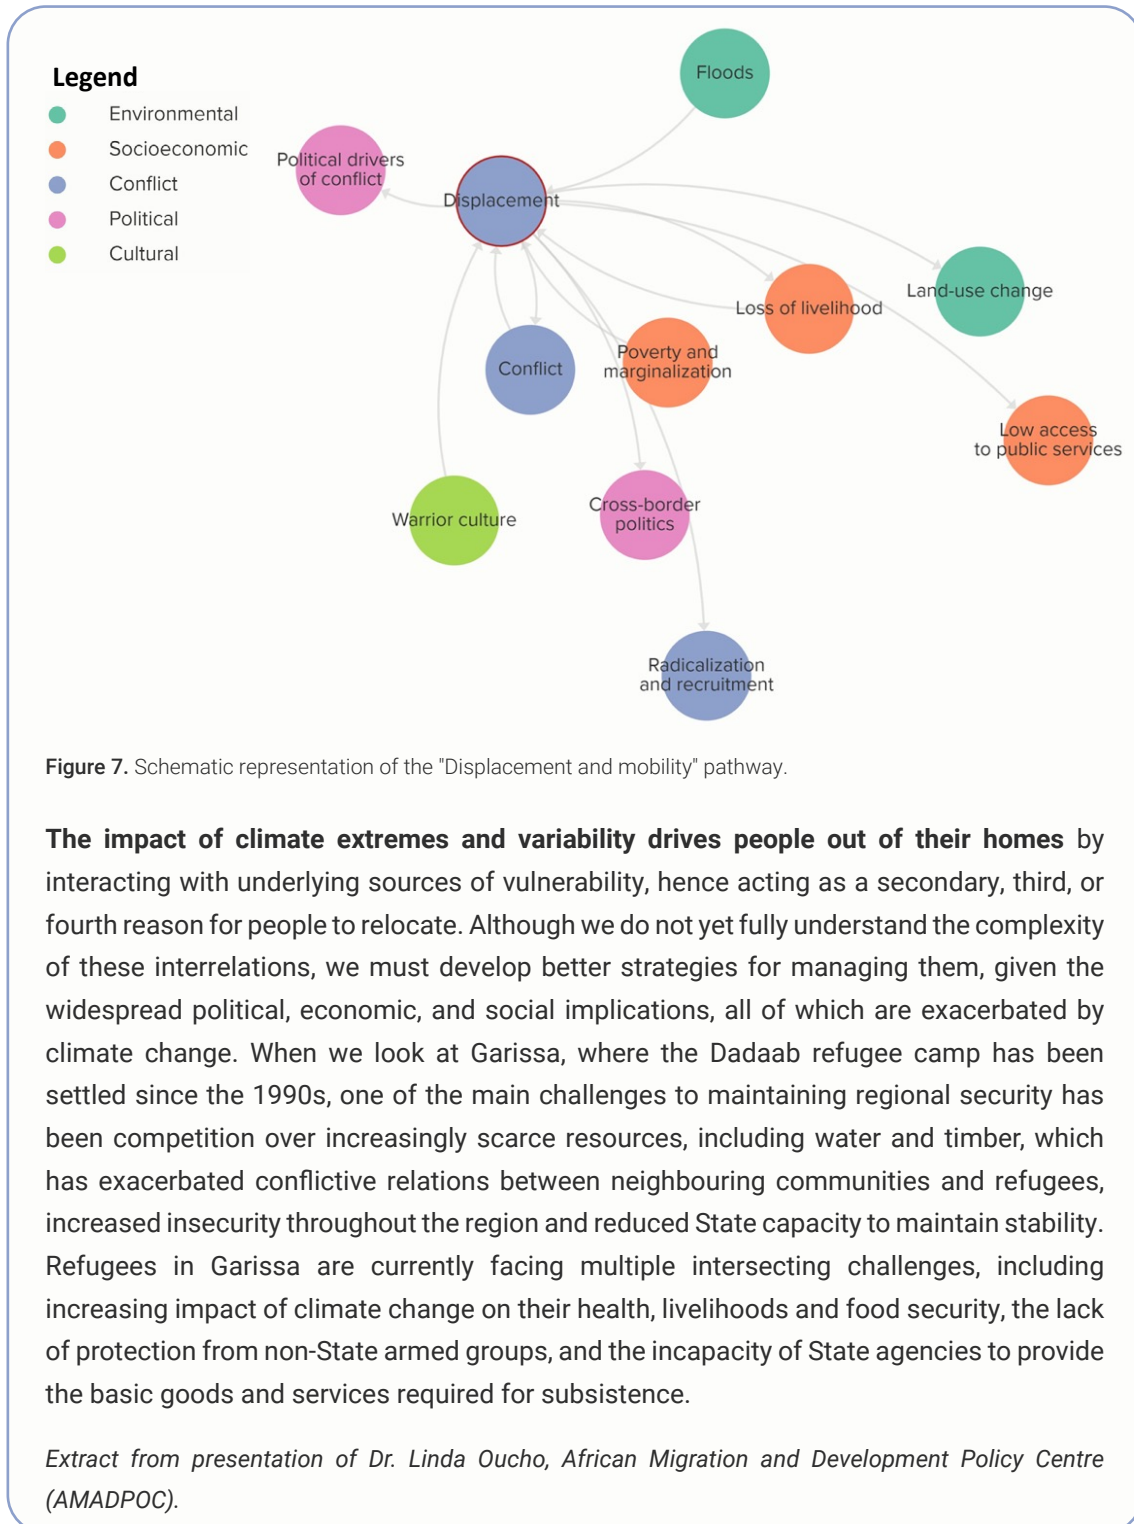 Legend
Environmental
Socioeconomic
Conflict
Political
Cultural
Floods
Political drivers
of conflict
Displacement
Land-use change
Loss of livelihood
Conflict
Poverty and
marginalization
Low access
to public services
Warrior culture
Cross-border
politics
Radicalization
and recruitment
Figure 7. Schematic representation of the "Displacement and mobility" pathway.
The impact of climate extremes and variability drives people out of their homes by
interacting with underlying sources of vulnerability, hence acting as a secondary, third, or
fourth reason for people to relocate. Although we do not yet fully understand the complexity
of these interrelations, we must develop better strategies for managing them, given the
widespread political, economic, and social implications, all of which are exacerbated by
climate change. When we look at Garissa, where the Dadaab refugee camp has been
settled since the 1990s, one of the main challenges to maintaining regional security has
been competition over increasingly scarce resources, including water and timber, which
has exacerbated conflictive relations between neighbouring communities and refugees,
increased insecurity throughout the region and reduced State capacity to maintain stability.
Refugees in Garissa are currently facing multiple intersecting challenges, including
increasing impact of climate change on their health, livelihoods and food security, the lack
of protection from non-State armed groups, and the incapacity of State agencies to provide
the basic goods and services required for subsistence.
Extract from presentation of Dr. Linda Oucho, African Migration and Development Policy Centre
(AMADPOC).